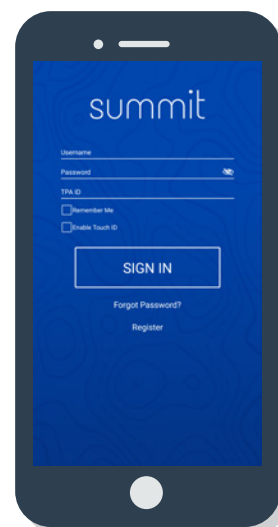 summit
Username
Password
TPA ID
Remember Me
Enable Touch ID
SIGN IN
Forgot Password?
Register